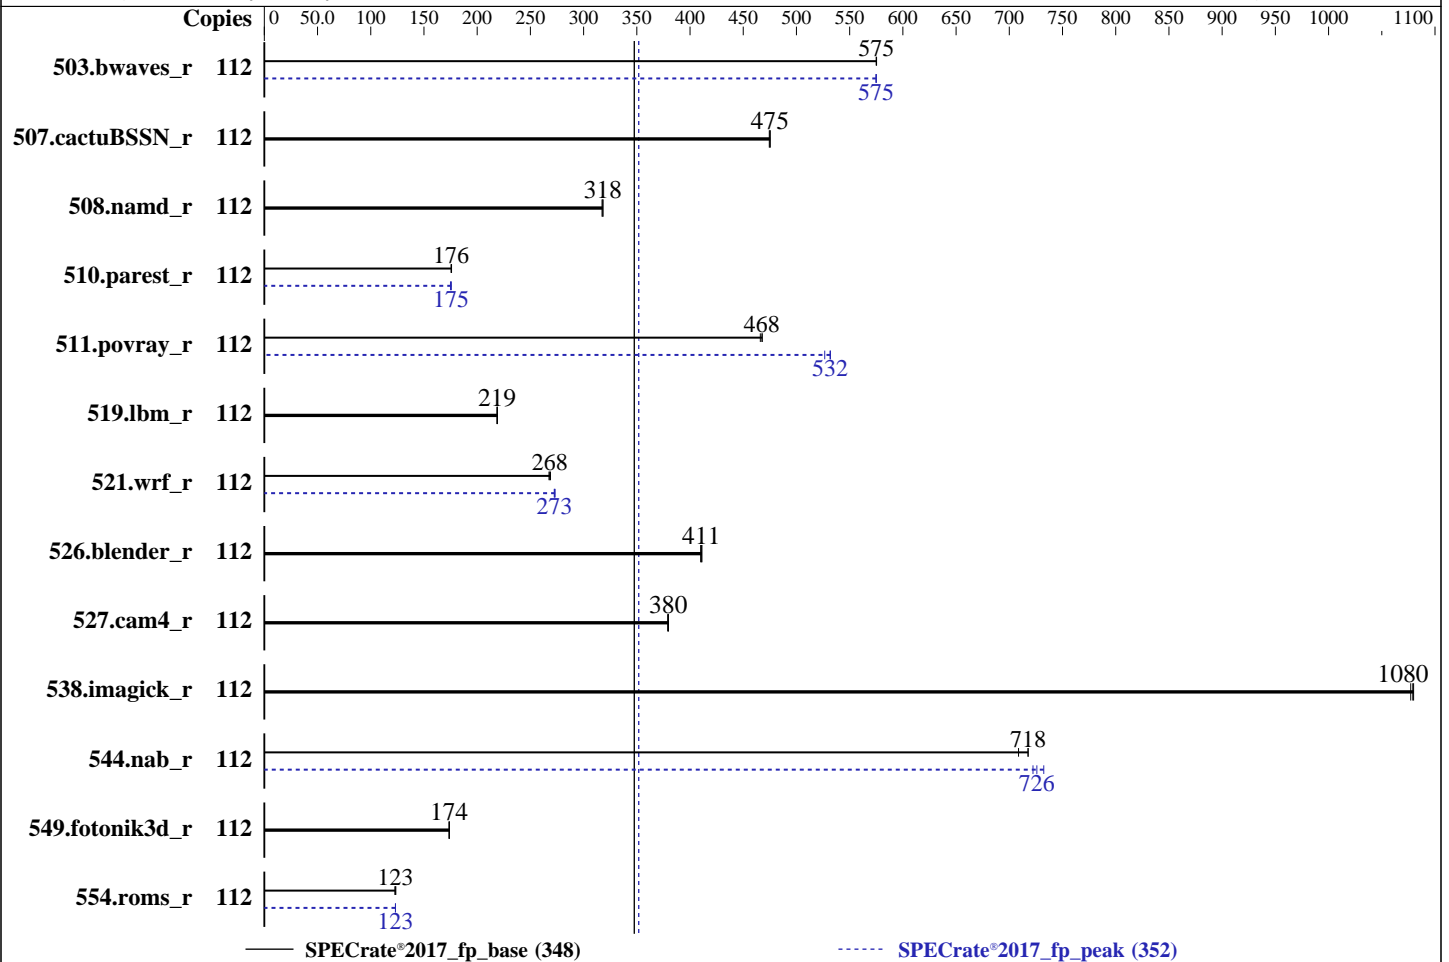 Copies 0 50.0 100 150 200 250 300 350 400 450 500 550 600 650 700 750 800 850 900 950 1000 1100
503.bwaves_r 112 575
575
507.cactuBSSN_r 112 475
508.namd_r 112 318
510.parest_r 112 176
175
511.povray_r 112 468
532
519.lbm_r 112 219
521.wrf_r 112 268
273
526.blender_r 112 411
527.cam4_r 112 380
538.imagick_r 112 1080
544.nab_r 112 718
726
549.fotonik3d_r 112 174
554.roms_r 112 123
123
SPECrate®2017_fp_base (348) SPECrate®2017_fp_peak (352)